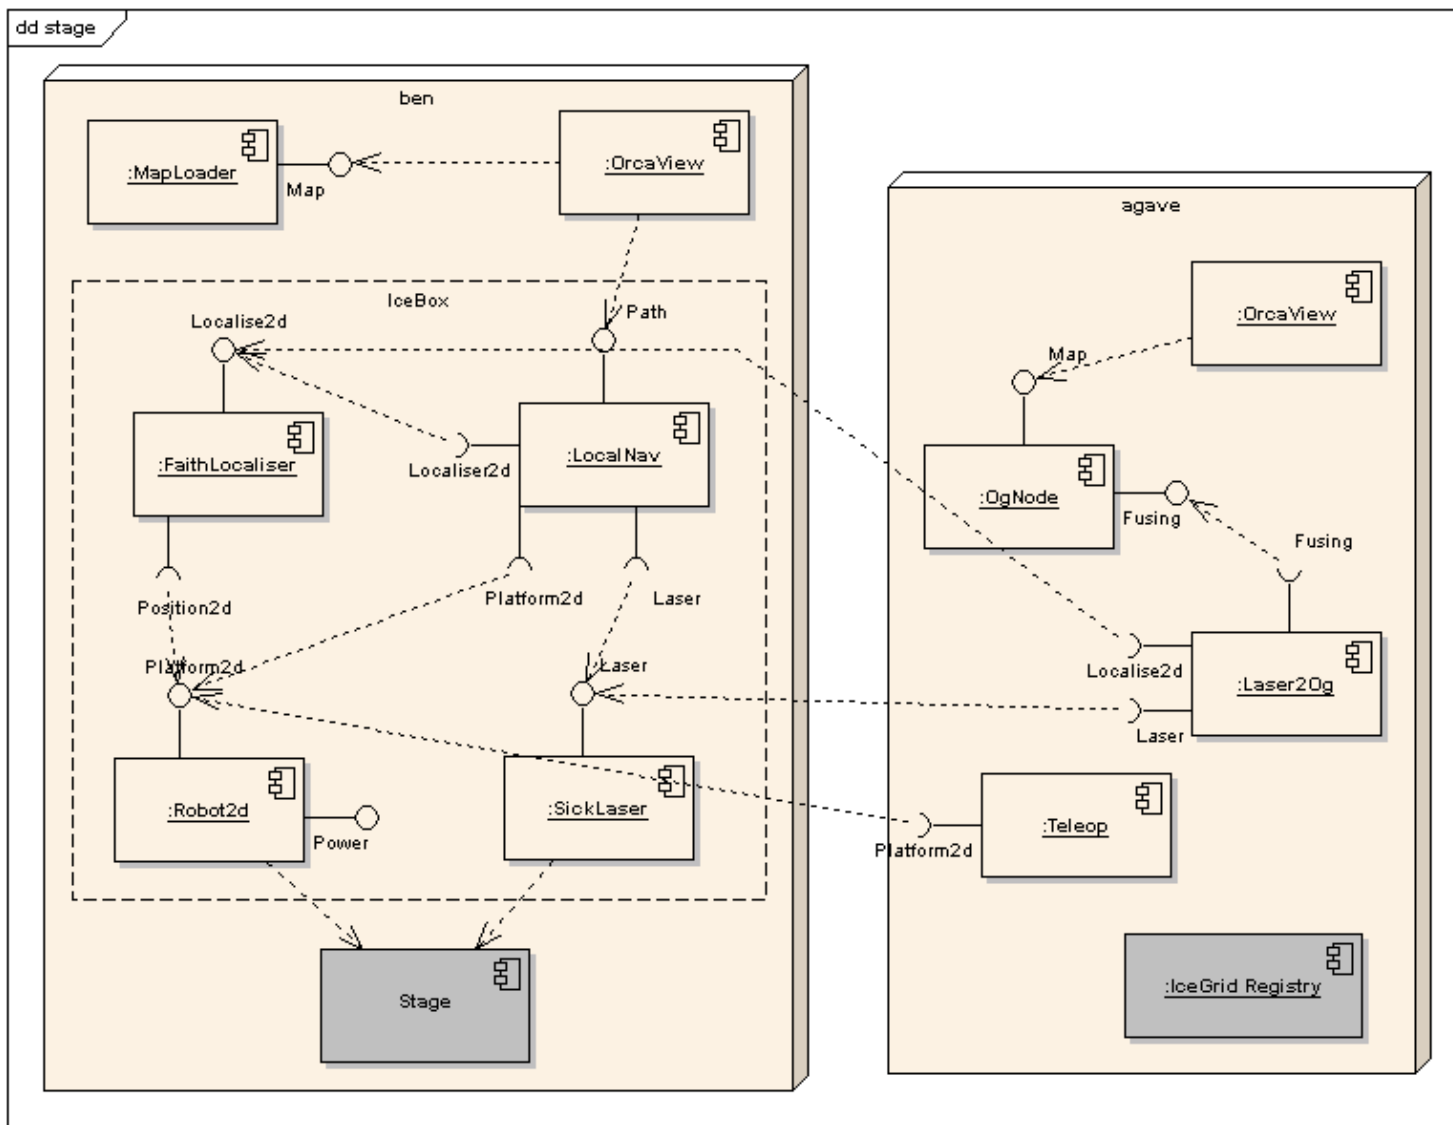 dd stage
ben
:MapLoader
Map
:OrcaView
IceBox
Localise2d
Path
:FaithLocaliser
Localiser2d
:LocalNav
Position2d
Platform2d
Laser
Platform2d
Laser
:Robot2d
Power
:SickLaser
Stage
agave
:OrcaView
Map
:OgNode
Fusing
Fusing
Localise2d
:Laser2Og
Laser
Platform2d
:Teleop
:IceGrid Registry